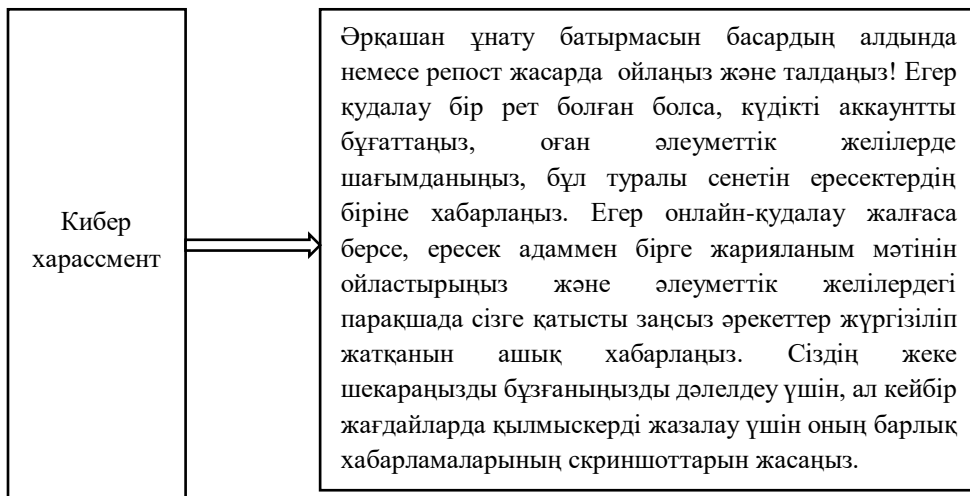 Кибер
харассмент
Әрқашан ұнату батырмасын басардың алдында
немесе репост жасарда ойлаңыз және талдаңыз! Егер
қудалау бір рет болған болса, күдікті аккаунтты
бұғаттаңыз, оған әлеуметтік желілерде
шағымданыңыз, бұл туралы сенетін ересектердің
біріне хабарлаңыз. Егер онлайн-қудалау жалғаса
берсе, ересек адаммен бірге жарияланым мәтінін
ойластырыңыз және әлеуметтік желілердегі
парақшада сізге қатысты заңсыз әрекеттер жүргізіліп
жатқанын ашық хабарлаңыз. Сіздің жеке
шекараңызды бұзғаныңызды дәлелдеу үшін, ал кейбір
жағдайларда қылмыскерді жазалау үшін оның барлық
хабарламаларының скриншоттарын жасаңыз.